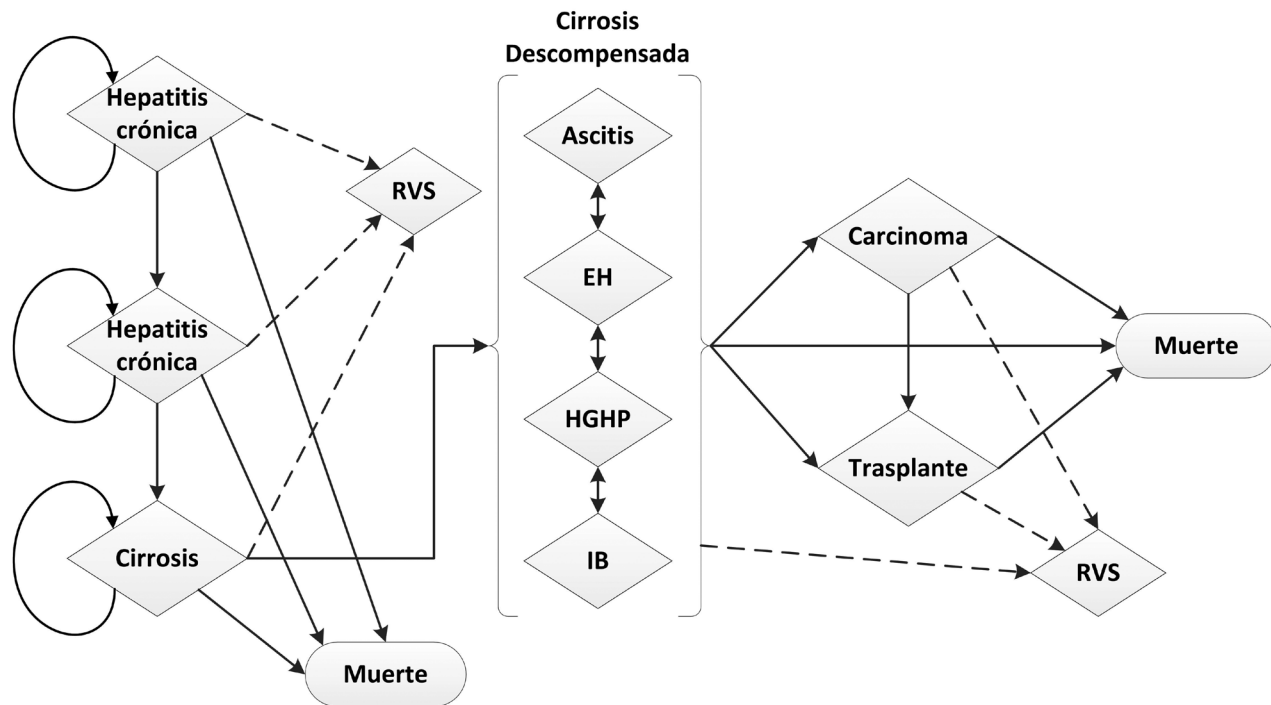 Hepatitis
crónica
RVS
Hepatitis
crónica
Cirrosis
Muerte
Cirrosis
Descompensada
Ascitis
EH
HGHP
IB
Carcinoma
Trasplante
Muerte
RVS